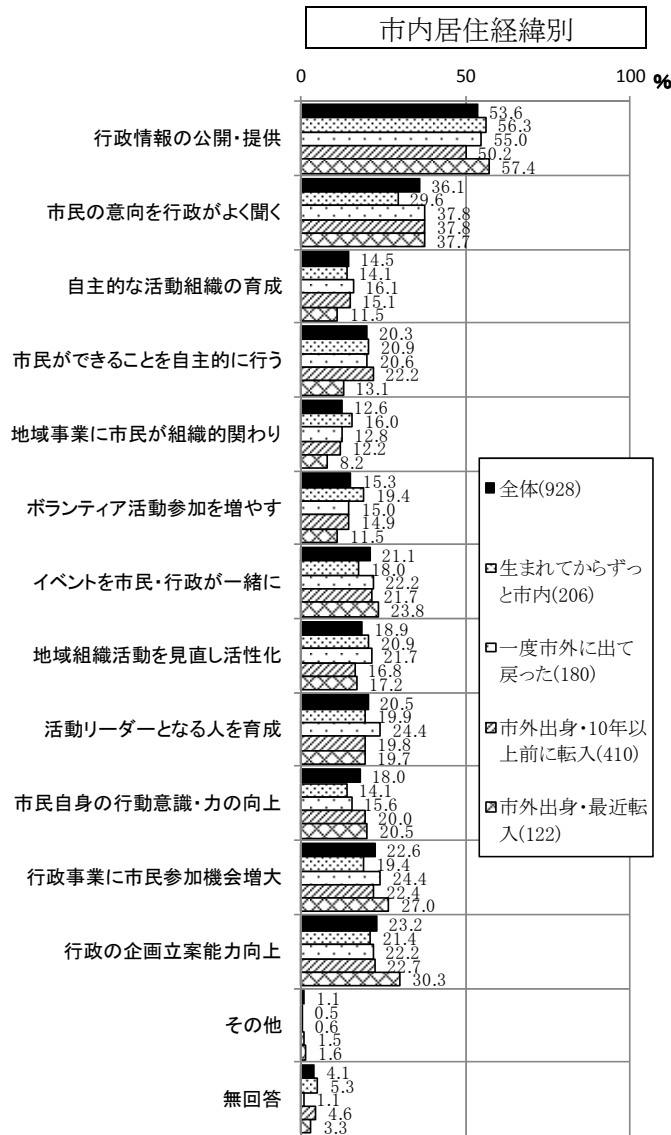 市内居住経緯別
0 50 100 %
行政情報の公開・提供
53.6
56.3
55.0
50.2
57.4
市民の意向を行政がよく聞く
36.1
29.6
37.8
37.8
37.7
自主的な活動組織の育成
14.5
14.1
16.1
15.1
11.5
市民ができることを自主的に行う
20.3
20.9
20.6
22.2
13.1
地域事業に市民が組織的関わり
12.6
16.0
12.8
12.2
8.2
ボランティア活動参加を増やす
15.3
19.4
15.0
14.9
11.5
イベントを市民・行政が一緒に
21.1
18.0
22.2
21.7
23.8
地域組織活動を見直し活性化
18.9
20.9
21.7
16.8
17.2
活動リーダーとなる人を育成
20.5
19.9
24.4
19.8
19.7
市民自身の行動意識・力の向上
18.0
14.1
15.6
20.0
20.5
行政事業に市民参加機会増大
22.6
19.4
24.4
22.4
27.0
行政の企画立案能力向上
23.2
21.4
22.2
22.7
30.3
その他
1.1
0.5
0.6
1.5
1.6
無回答
4.1
5.3
1.1
4.6
3.3
全体(928)
生まれてからずっ
と市内(206)
一度市外に出て
戻った(180)
市外出身・10年以
上前に転入(410)
市外出身・最近転
入(122)